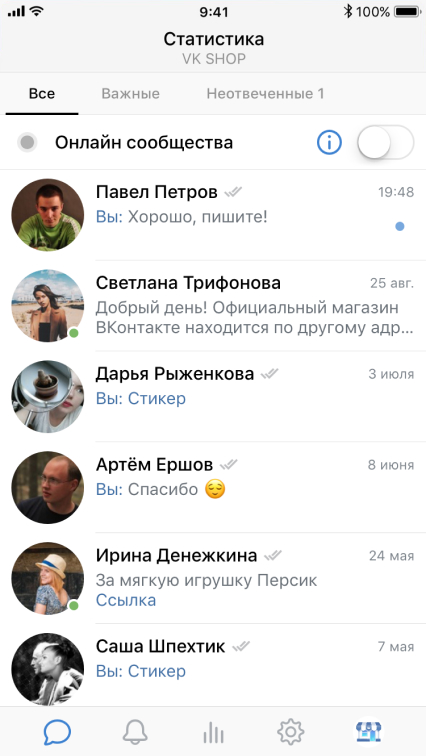 9:41
100%
Статистика
VK SHOP
Все
Важные
Неотвеченные 1
Онлайн сообщества
Павел Петров
19:48
Вы: Хорошо, пишите!
Светлана Трифонова
25 авг.
Добрый день! Официальный магазин
ВКонтакте находится по другому адр...
Дарья Рыженкова
3 июля
Вы: Стикер
Артём Ершов
8 июня
Вы: Спасибо 😌
Ирина Денежкина
24 мая
За мягкую игрушку Персик
Ссылка
Саша Шпехтик
7 мая
Вы: Стикер